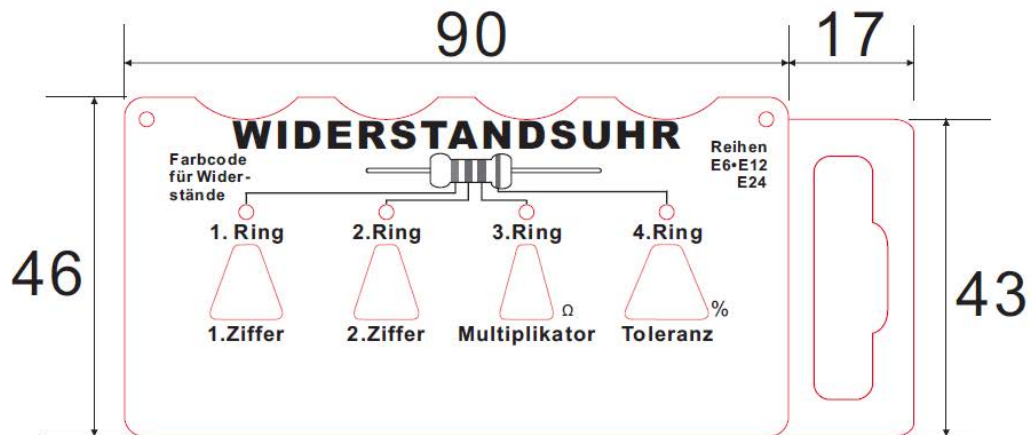 90
17
WIDERSTANDSUHR
Farbcode
für Wider-
stände
Reihen
E6•E12
E24
46
43
1. Ring
2.Ring
3.Ring
4.Ring
Ω
%
1.Ziffer
2.Ziffer
Multiplikator
Toleranz